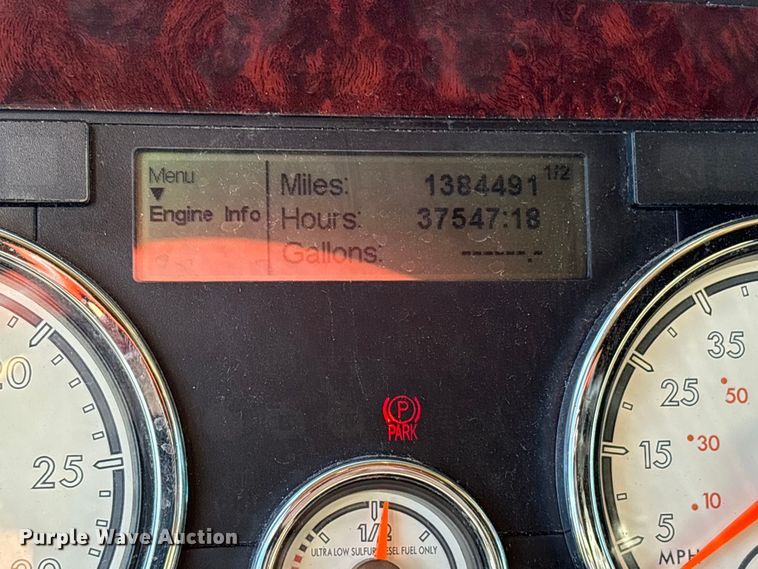 Menu
Engine Info
Miles: 1384491 1/2
Hours: 37547:18
Gallons: -----.-
PARK
P
20
25
1/2
ULTRA LOW SULFUR DIESEL FUEL ONLY
35
25
50
15
30
5
10
MPH
Purple Wave Auction